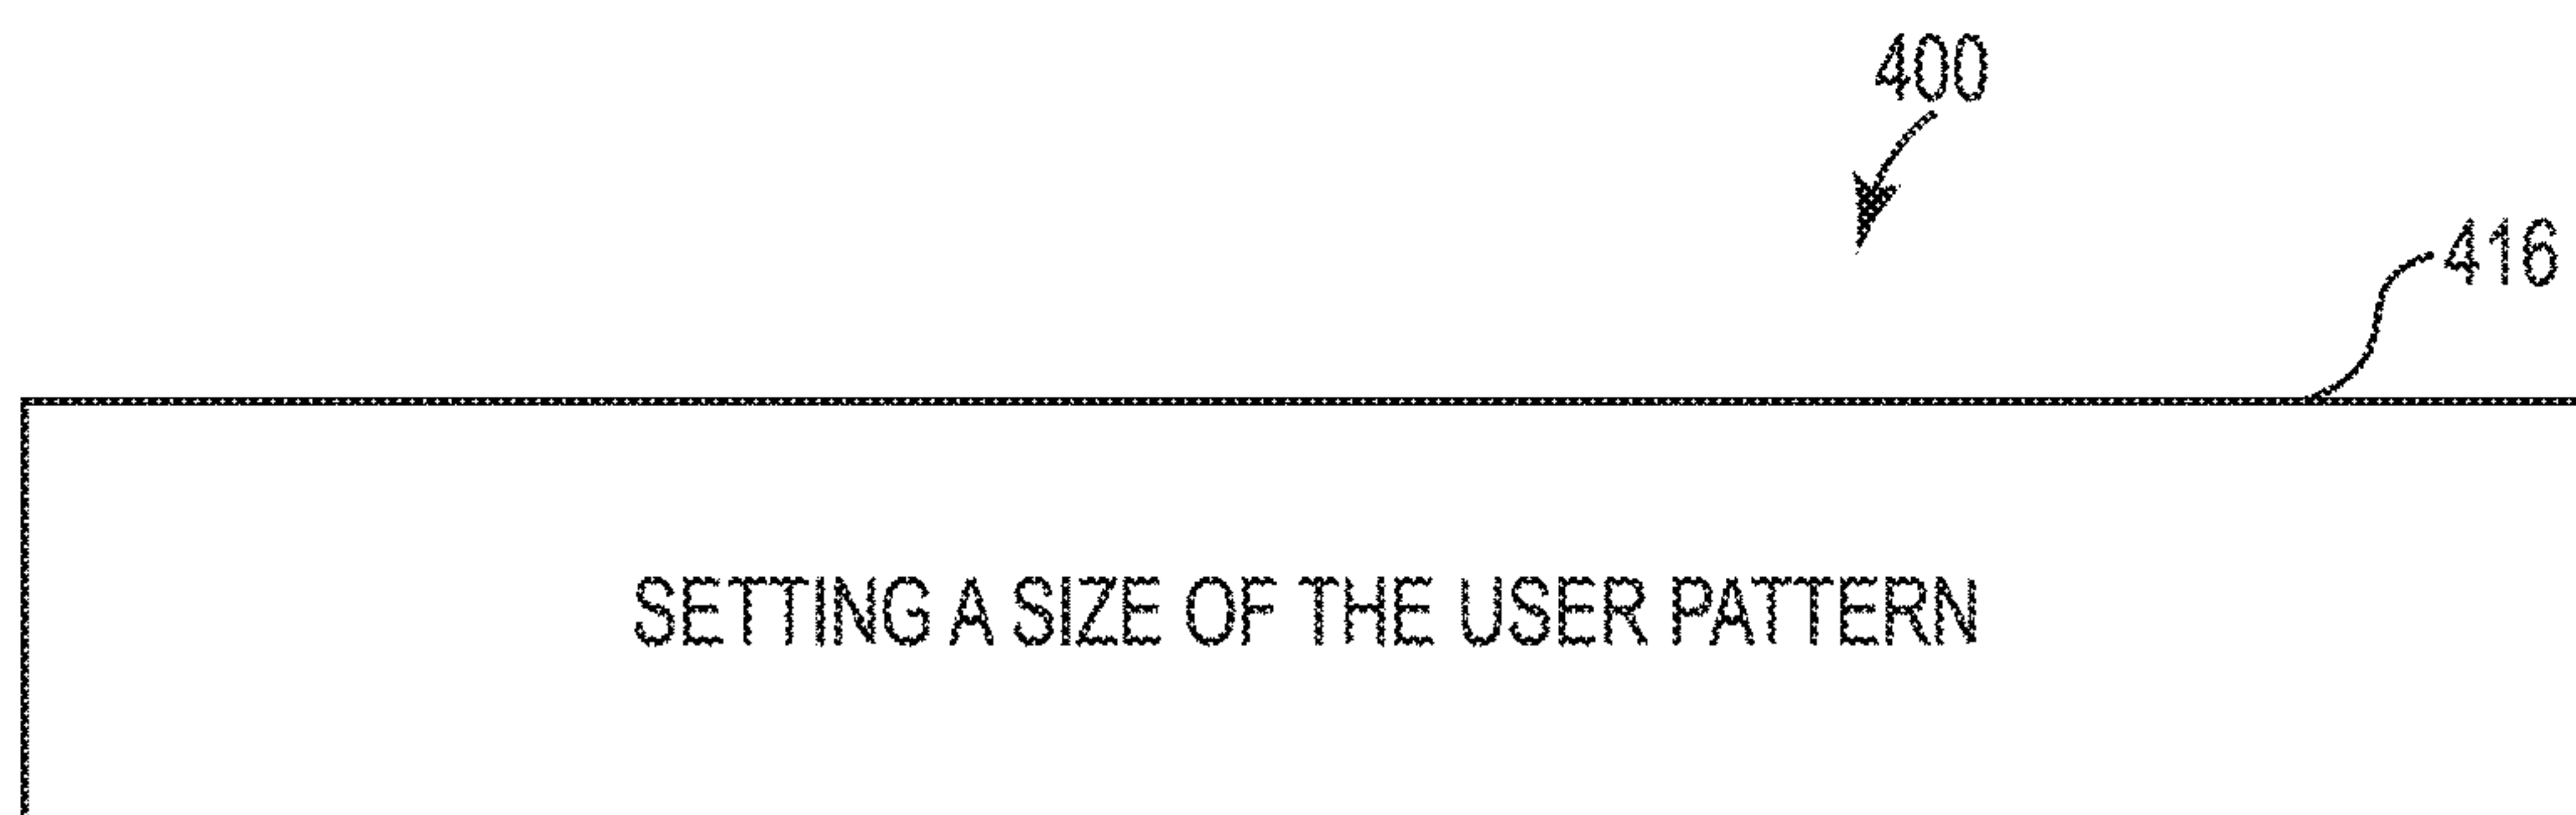 400
416
SETTING A SIZE OF THE USER PATTERN